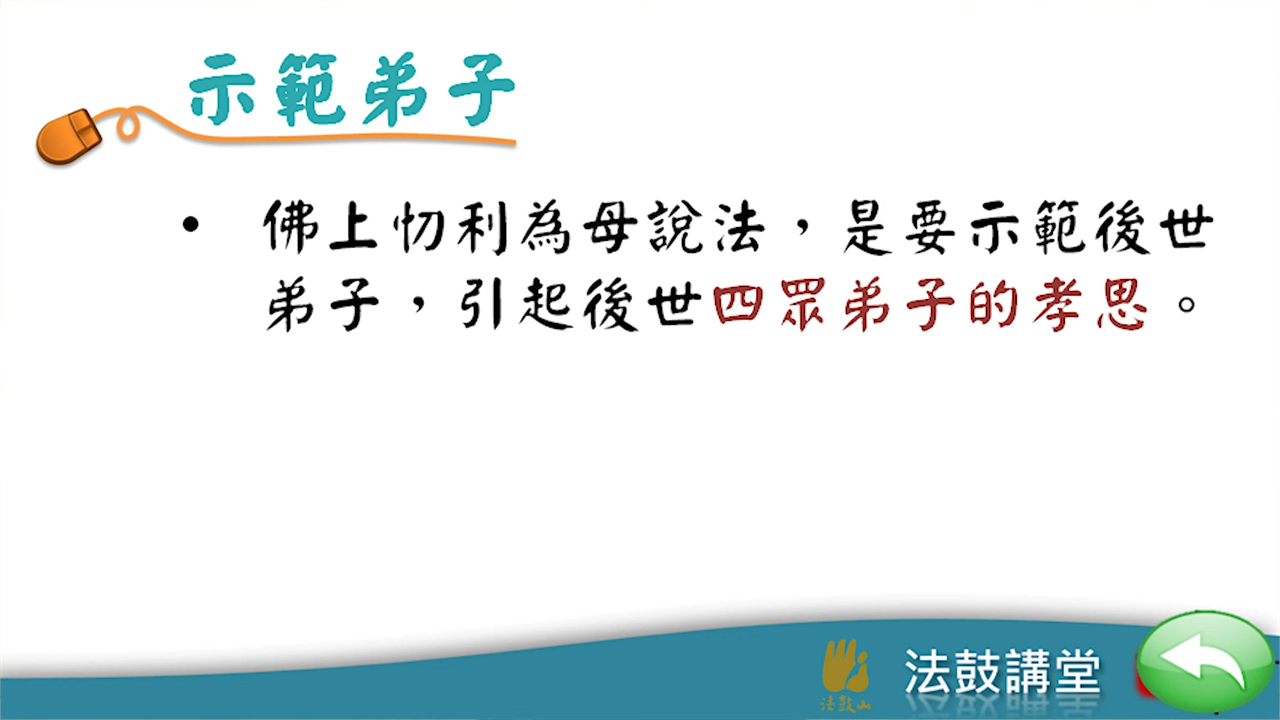 示範弟子
• 佛上忉利為母說法，是要示範後世
弟子，引起後世四眾弟子的孝思。
法鼓山
法鼓講堂